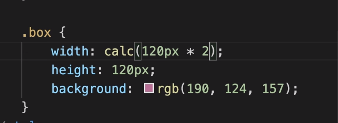 .box {
width: calc(120px * 2);
height: 120px;
background: rgb(190, 124, 157);
}